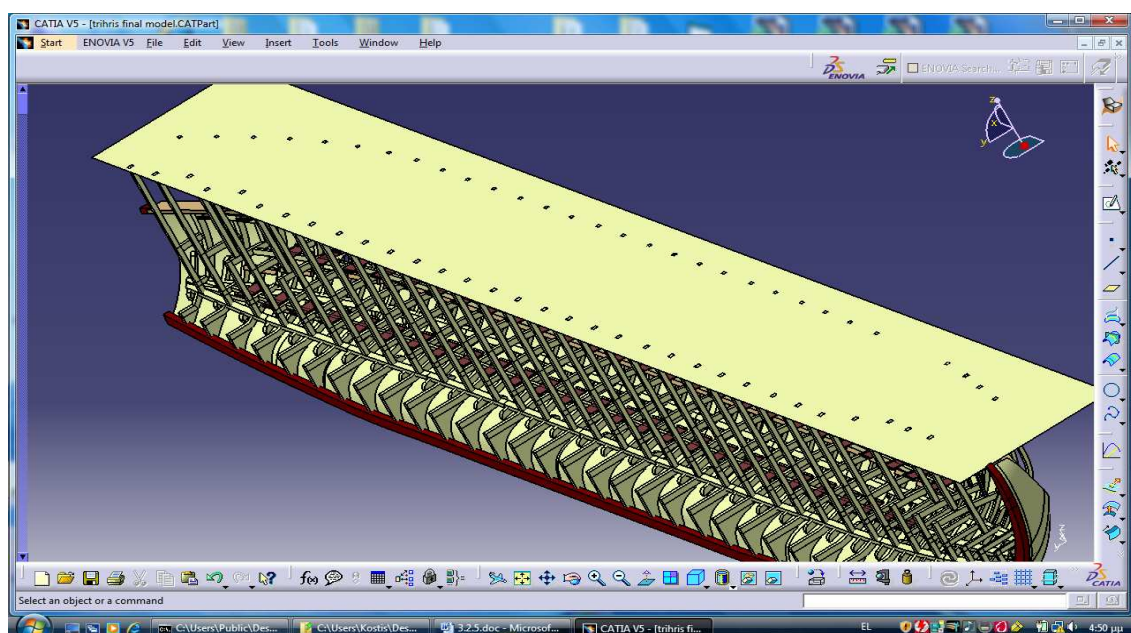 CATIA V5 - [trihris final model.CATPart]
Start ENOVIA V5 File Edit View Insert Tools Window Help
ENOVIA
ENOVIA Search...
z
x
y
z
f(x)
CATIA
Select an object or a command
C:\Users\Public\Des... C:\Users\Kostis\Des... 3.2.5.doc - Microsof... CATIA V5 - [trihris fi... EL 4:50 μμ